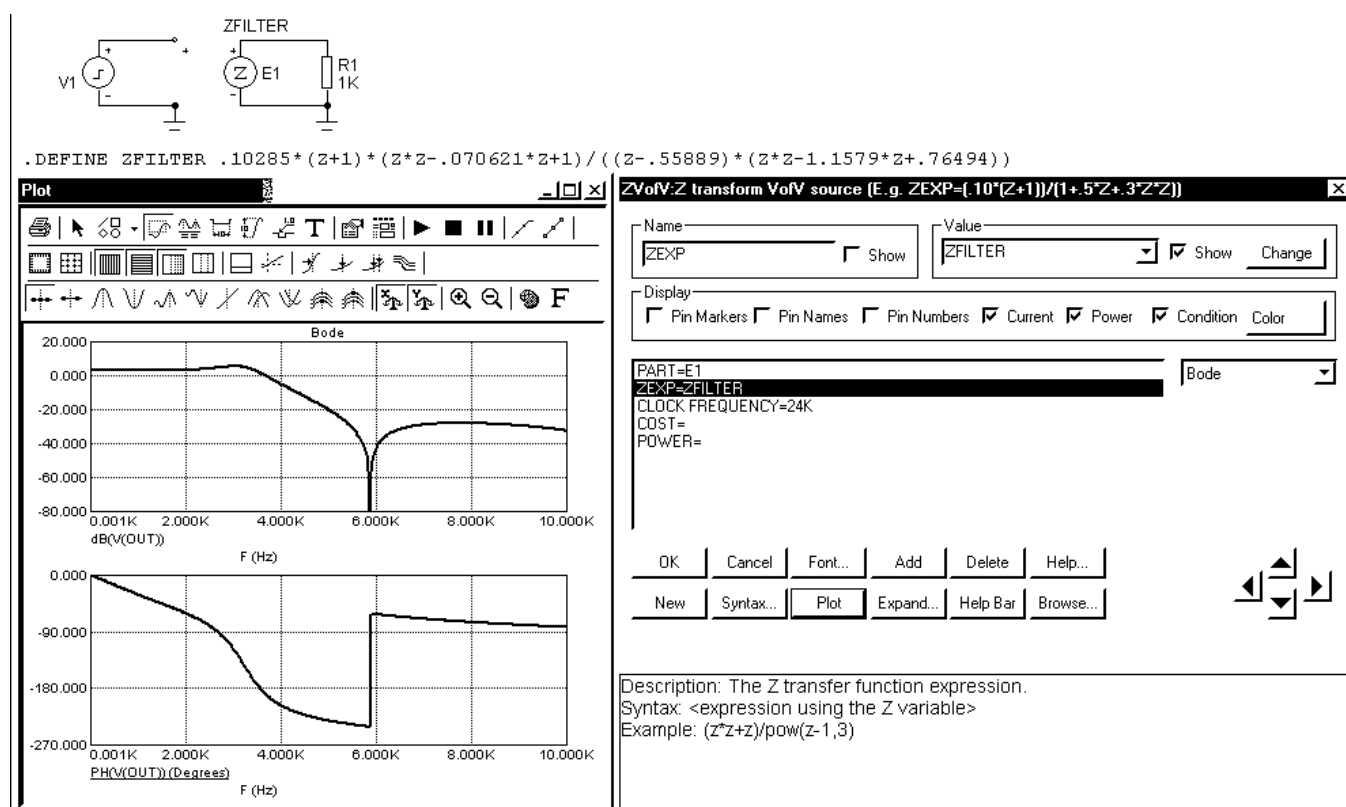 ZFILTER
V1
+
-
+
+
-
Z
E1
R1
1K
.DEFINE ZFILTER .10285*(Z+1)*(Z*Z-.070621*Z+1)/((Z-.55889)*(Z*Z-1.1579*Z+.76494))
Plot
T
F
Bode
20.000
0.000
-20.000
-40.000
-60.000
-80.000
0.001K 2.000K 4.000K 6.000K 8.000K 10.000K
dB(V(OUT))
F (Hz)
0.000
-90.000
-180.000
-270.000
0.001K 2.000K 4.000K 6.000K 8.000K 10.000K
PH(V(OUT)) (Degrees)
F (Hz)
ZVofV:Z transform VofV source (E.g. ZEXP=(.10*(Z+1))/(1+.5*Z+.3*Z*Z))
Name
ZEXP
Show
Value
ZFILTER
Show
Change
Display
Pin Markers Pin Names Pin Numbers Current Power Condition Color
PART=E1
ZEXP=ZFILTER
CLOCK FREQUENCY=24K
COST=
POWER=
Bode
OK Cancel Font... Add Delete Help...
New Syntax... Plot Expand... Help Bar Browse...
Description: The Z transfer function expression.
Syntax: <expression using the Z variable>
Example: (z*z+z)/pow(z-1,3)